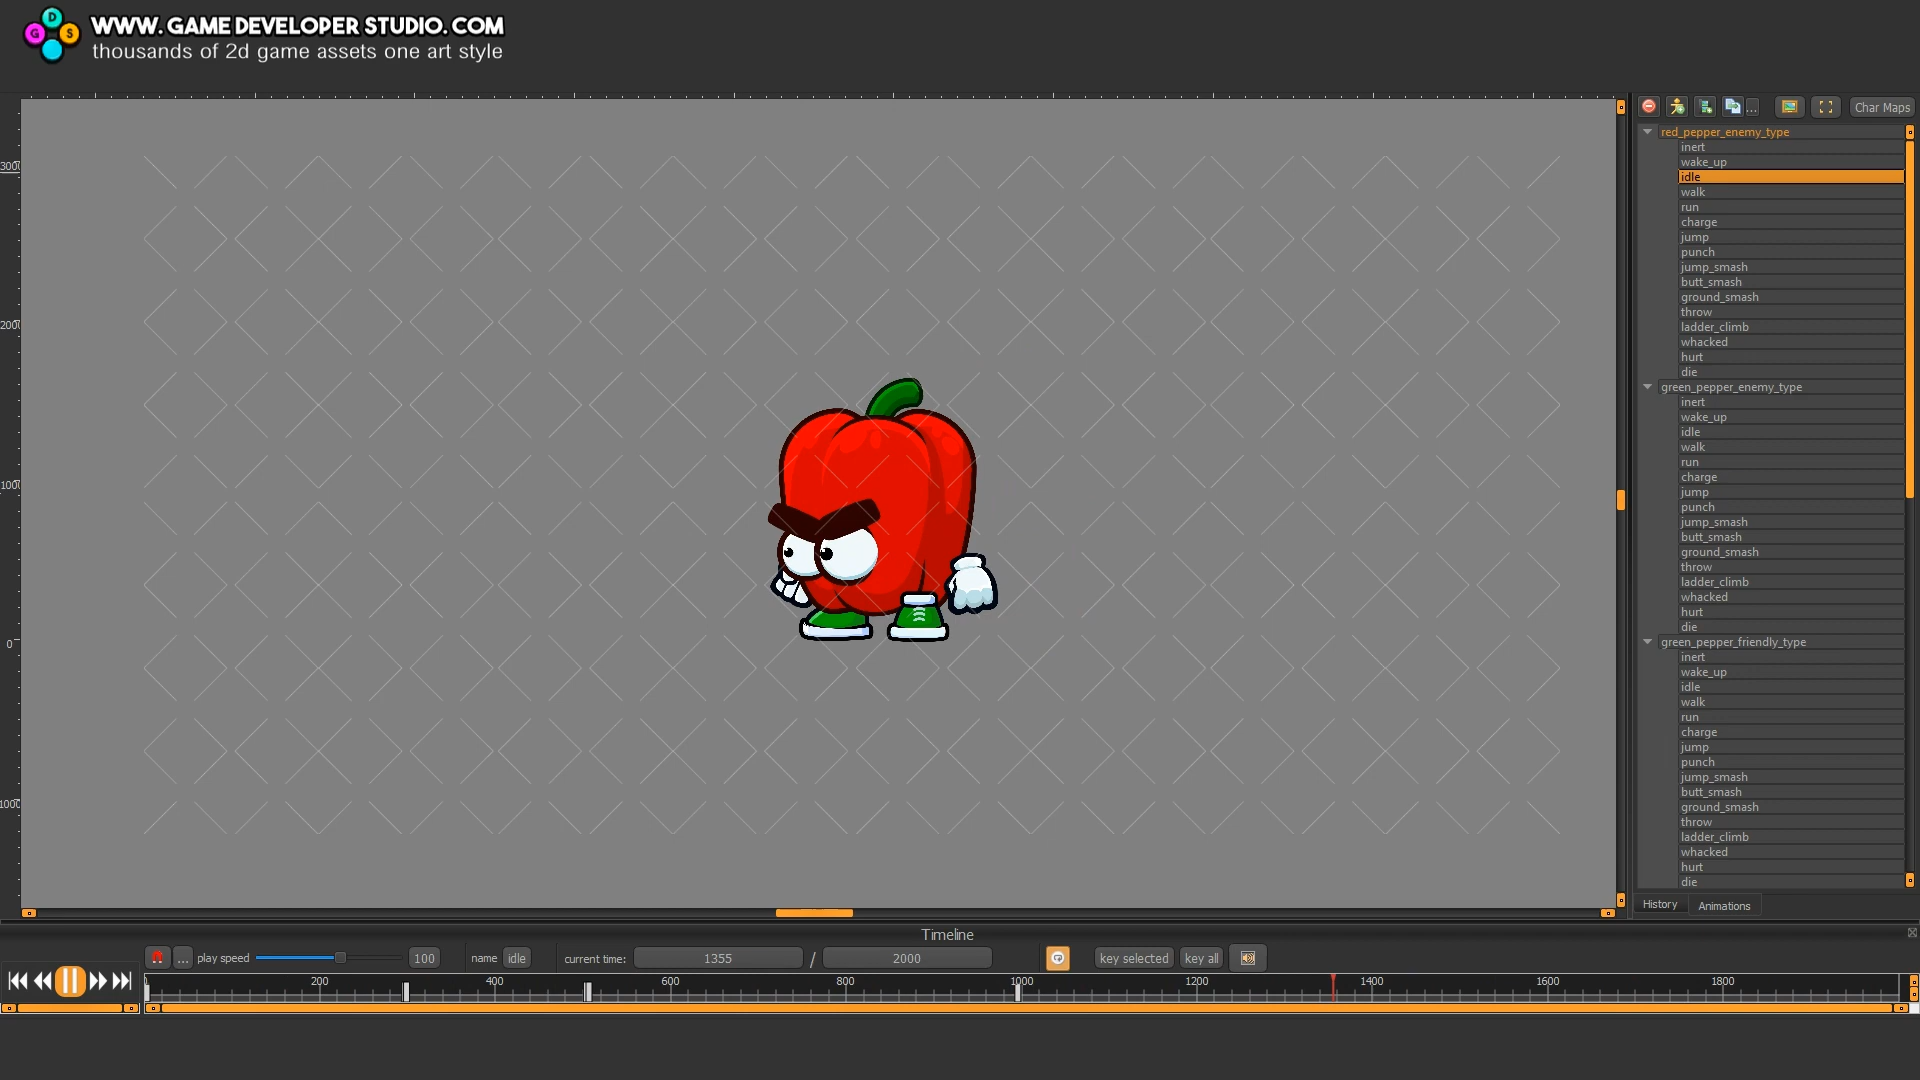 WWW. GAME DEVELOPER STUDIO. COM
thousands of 2d game assets one art style
D
G
S
Char Maps
red_pepper_enemy_type
inert
wake_up
idle
walk
run
charge
jump
punch
jump_smash
butt_smash
ground_smash
throw
ladder_climb
whacked
hurt
die
green_pepper_enemy_type
inert
wake_up
idle
walk
run
charge
jump
punch
jump_smash
butt_smash
ground_smash
throw
ladder_climb
whacked
hurt
die
green_pepper_friendly_type
inert
wake_up
idle
walk
run
charge
jump
punch
jump_smash
butt_smash
ground_smash
throw
ladder_climb
whacked
hurt
die
History Animations
0
Timeline
... play speed 100 name idle current time: 1355 / 2000 key selected key all
200 400 600 800 1000 1200 1400 1600 1800